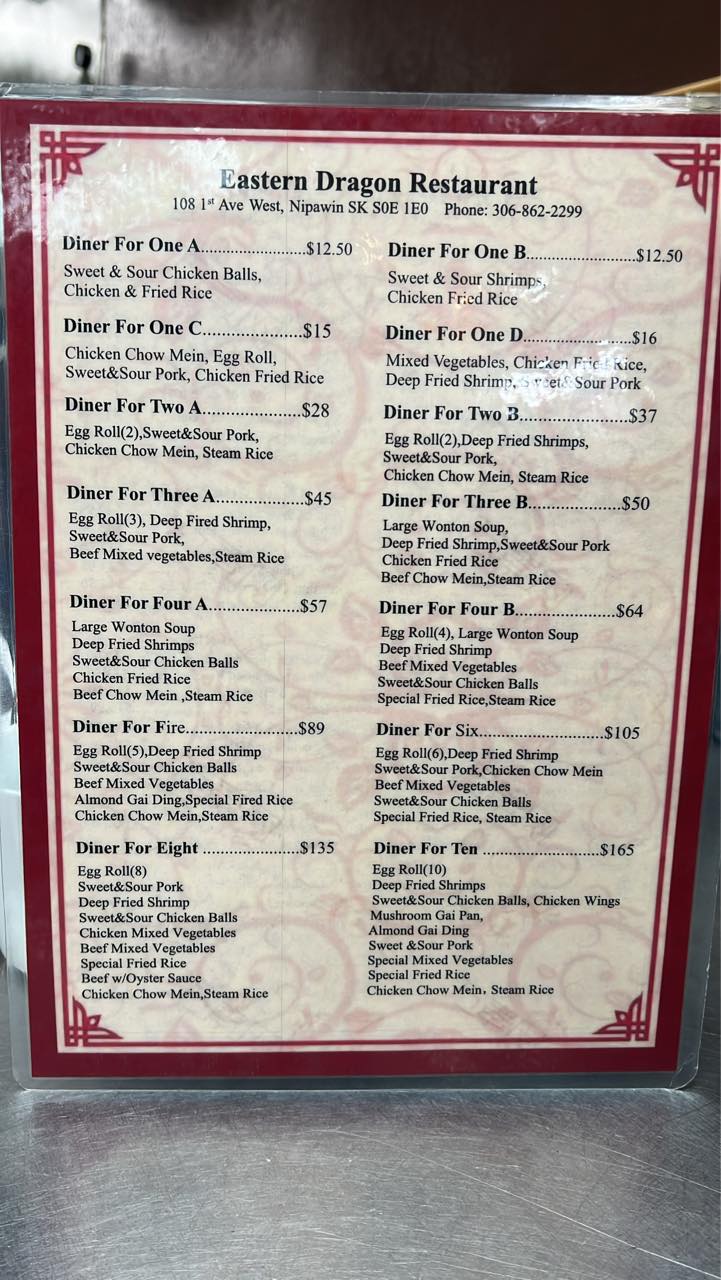 Eastern Dragon Restaurant
108 1st Ave West, Nipawin SK S0E 1E0 Phone: 306-862-2299
Diner For One A..........................$12.50
Sweet & Sour Chicken Balls,
Chicken & Fried Rice
Diner For One B...........................$12.50
Sweet & Sour Shrimps,
Chicken Fried Rice
Diner For One C.........................$15
Chicken Chow Mein, Egg Roll,
Sweet&Sour Pork, Chicken Fried Rice
Diner For One D...........................$16
Mixed Vegetables, Chicken Fried Rice,
Deep Fried Shrimp, Sweet&Sour Pork
Diner For Two A.........................$28
Egg Roll(2),Sweet&Sour Pork,
Chicken Chow Mein, Steam Rice
Diner For Two B...........................$37
Egg Roll(2),Deep Fried Shrimps,
Sweet&Sour Pork,
Chicken Chow Mein, Steam Rice
Diner For Three A......................$45
Egg Roll(3), Deep Fired Shrimp,
Sweet&Sour Pork,
Beef Mixed vegetables,Steam Rice
Diner For Three B.......................$50
Large Wonton Soup,
Deep Fried Shrimp,Sweet&Sour Pork
Chicken Fried Rice
Beef Chow Mein,Steam Rice
Diner For Four A.......................$57
Large Wonton Soup
Deep Fried Shrimps
Sweet&Sour Chicken Balls
Chicken Fried Rice
Beef Chow Mein ,Steam Rice
Diner For Four B.........................$64
Egg Roll(4), Large Wonton Soup
Deep Fried Shrimp
Beef Mixed Vegetables
Sweet&Sour Chicken Balls
Special Fried Rice,Steam Rice
Diner For Fire............................$89
Egg Roll(5),Deep Fried Shrimp
Sweet&Sour Chicken Balls
Beef Mixed Vegetables
Almond Gai Ding,Special Fired Rice
Chicken Chow Mein,Steam Rice
Diner For Six...............................$105
Egg Roll(6),Deep Fried Shrimp
Sweet&Sour Pork,Chicken Chow Mein
Beef Mixed Vegetables
Sweet&Sour Chicken Balls
Special Fried Rice, Steam Rice
Diner For Eight ........................$135
Egg Roll(8)
Sweet&Sour Pork
Deep Fried Shrimp
Sweet&Sour Chicken Balls
Chicken Mixed Vegetables
Beef Mixed Vegetables
Special Fried Rice
Beef w/Oyster Sauce
Chicken Chow Mein,Steam Rice
Diner For Ten .............................$165
Egg Roll(10)
Deep Fried Shrimps
Sweet&Sour Chicken Balls, Chicken Wings
Mushroom Gai Pan,
Almond Gai Ding
Sweet &Sour Pork
Special Mixed Vegetables
Special Fried Rice
Chicken Chow Mein, Steam Rice